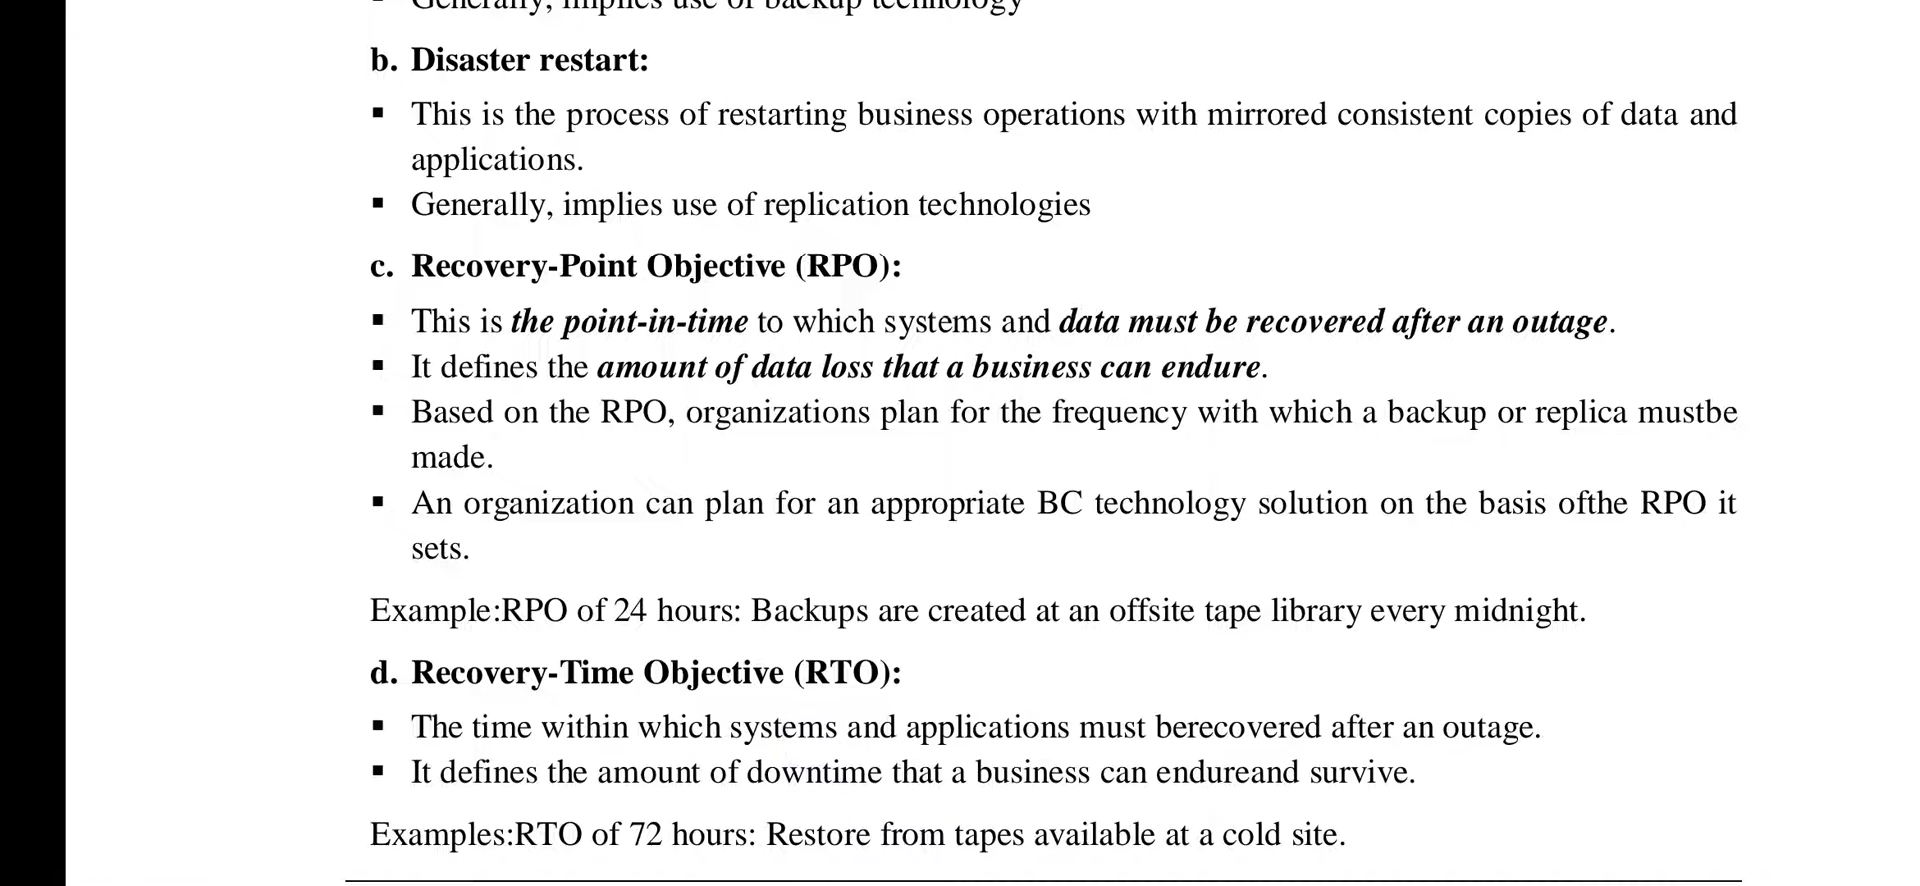 Generally, implies use of backup technology
b. Disaster restart:
▪ This is the process of restarting business operations with mirrored consistent copies of data and
applications.
▪ Generally, implies use of replication technologies
c. Recovery-Point Objective (RPO):
▪ This is the point-in-time to which systems and data must be recovered after an outage.
▪ It defines the amount of data loss that a business can endure.
▪ Based on the RPO, organizations plan for the frequency with which a backup or replica mustbe
made.
▪ An organization can plan for an appropriate BC technology solution on the basis ofthe RPO it
sets.
Example:RPO of 24 hours: Backups are created at an offsite tape library every midnight.
d. Recovery-Time Objective (RTO):
▪ The time within which systems and applications must berecovered after an outage.
▪ It defines the amount of downtime that a business can endureand survive.
Examples:RTO of 72 hours: Restore from tapes available at a cold site.